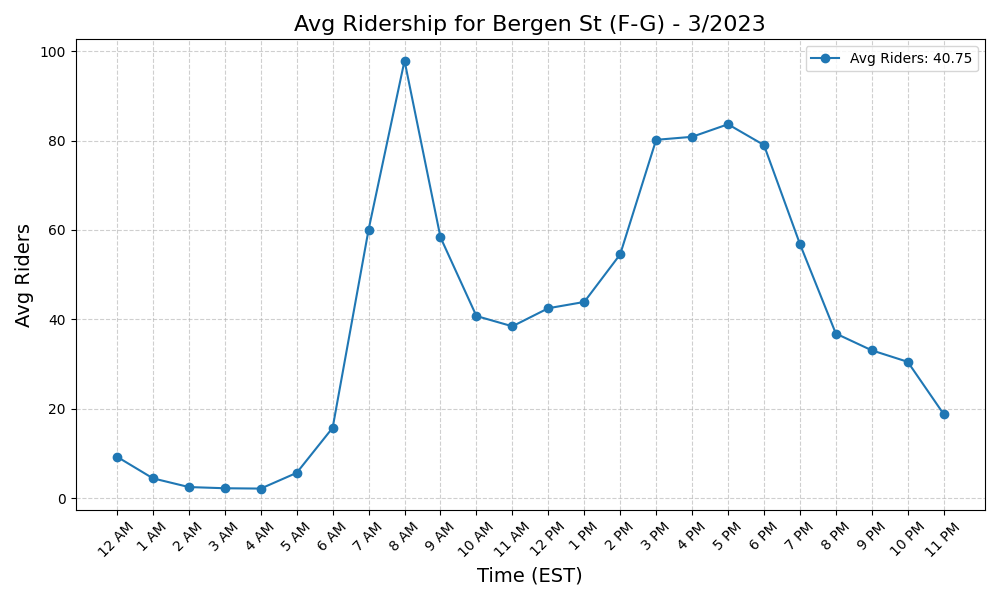 Avg Ridership for Bergen St (F-G) - 3/2023
Avg Riders: 40.75
Avg Riders
100
80
60
40
20
0
12 AM
1 AM
2 AM
3 AM
4 AM
5 AM
6 AM
7 AM
8 AM
9 AM
10 AM
11 AM
12 PM
1 PM
2 PM
3 PM
4 PM
5 PM
6 PM
7 PM
8 PM
9 PM
10 PM
11 PM
Time (EST)